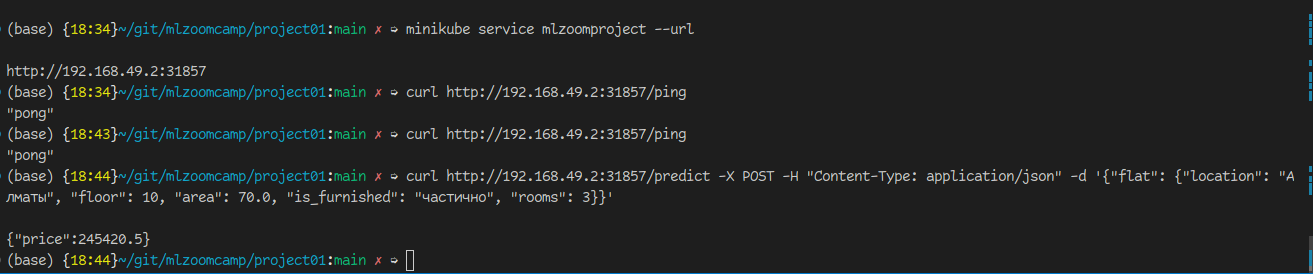 (base) {18:34}~/git/mlzoomcamp/project01:main ✗ ➭ minikube service mlzoomproject --url
http://192.168.49.2:31857
(base) {18:34}~/git/mlzoomcamp/project01:main ✗ ➭ curl http://192.168.49.2:31857/ping
"pong"
(base) {18:43}~/git/mlzoomcamp/project01:main ✗ ➭ curl http://192.168.49.2:31857/ping
"pong"
(base) {18:44}~/git/mlzoomcamp/project01:main ✗ ➭ curl http://192.168.49.2:31857/predict -X POST -H "Content-Type: application/json" -d '{"flat": {"location": "А
лматы", "floor": 10, "area": 70.0, "is_furnished": "частично", "rooms": 3}}'
{"price":245420.5}
(base) {18:44}~/git/mlzoomcamp/project01:main ✗ ➭